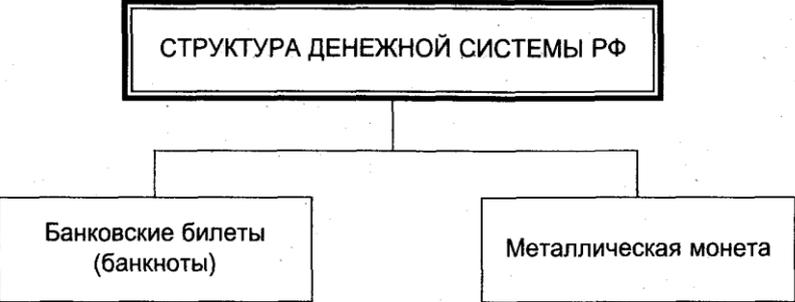 СТРУКТУРА ДЕНЕЖНОЙ СИСТЕМЫ РФ
Банковские билеты
(банкноты)
Металлическая монета